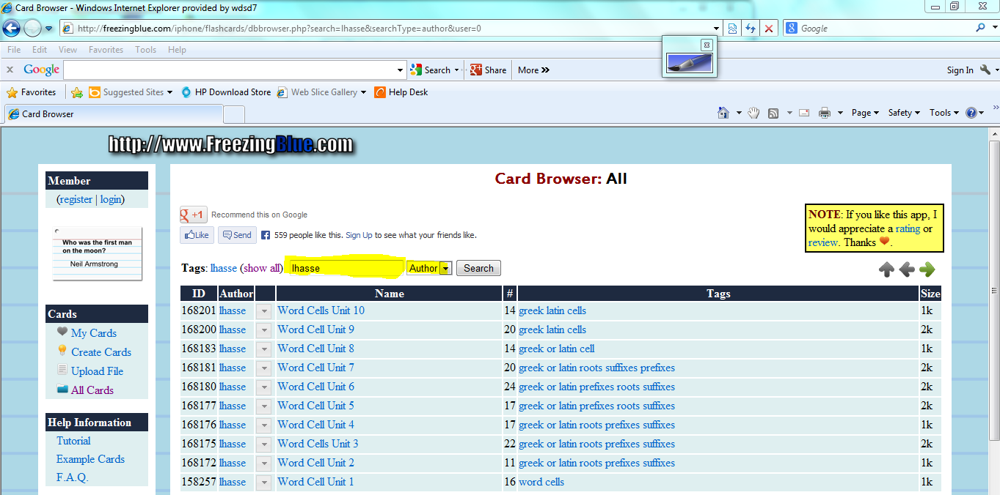 Card Browser - Windows Internet Explorer provided by wdsd7
http://freezingblue.com/iphone/flashcards/dbbrowser.php?search=lhasse&searchType=author&user=0
Google
File Edit View Favorites Tools Help
x Google Search Share More »
Sign In
Favorites Suggested Sites HP Download Store Web Slice Gallery Help Desk
Card Browser
Page Safety Tools
http://www.FreezingBlue.com
Member
(register | login)
Who was the first man
on the moon?
Neil Armstrong
Cards
My Cards
Create Cards
Upload File
All Cards
Help Information
Tutorial
Example Cards
F.A.Q.
Card Browser: All
+1 Recommend this on Google
Like Send 559 people like this. Sign Up to see what your friends like.
NOTE: If you like this app, I
would appreciate a rating or
review. Thanks ❤.
Tags: lhasse (show all) lhasse Author Search
ID Author Name # Tags Size
168201 lhasse Word Cells Unit 10 14 greek latin cells 1k
168200 lhasse Word Cell Unit 9 20 greek latin cells 2k
168183 lhasse Word Cell Unit 8 14 greek or latin cell 1k
168181 lhasse Word Cell Unit 7 20 greek or latin roots suffixes prefixes 2k
168180 lhasse Word Cell Unit 6 24 greek or latin prefixes roots suffixes 2k
168177 lhasse Word Cell Unit 5 17 greek or latin prefixes roots suffixes 2k
168176 lhasse Word Cell Unit 4 17 greek or latin roots prefixes suffixes 1k
168175 lhasse Word Cells Unit 3 22 greek or latin roots prefixes suffixes 2k
168172 lhasse Word Cell Unit 2 11 greek or latin roots prefixes suffixes 1k
158257 lhasse Word Cell Unit 1 16 word cells 1k